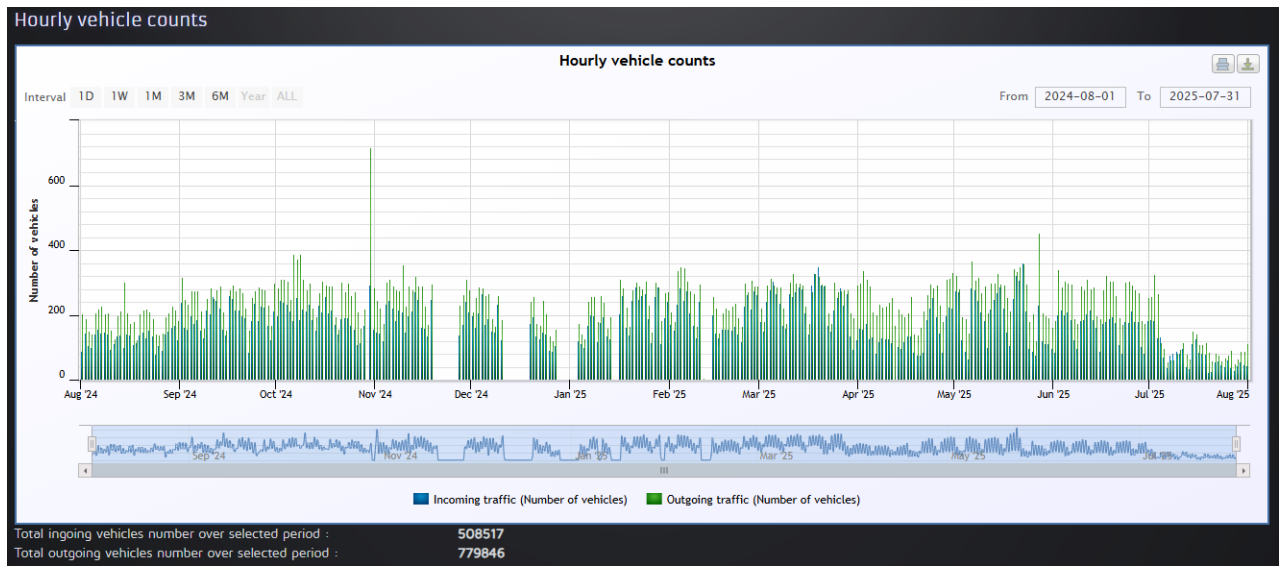 Hourly vehicle counts
Hourly vehicle counts
Interval 1D 1W 1M 3M 6M Year ALL From 2024-08-01 To 2025-07-31
Number of vehicles
600
400
200
0
Aug '24 Sep '24 Oct '24 Nov '24 Dec '24 Jan '25 Feb '25 Mar '25 Apr '25 May '25 Jun '25 Jul '25 Aug '25
Sep '24 Nov '24 Jan '25 Mar '25 May '25 Jul '25
Incoming traffic (Number of vehicles) Outgoing traffic (Number of vehicles)
Total ingoing vehicles number over selected period : 508517
Total outgoing vehicles number over selected period : 779846